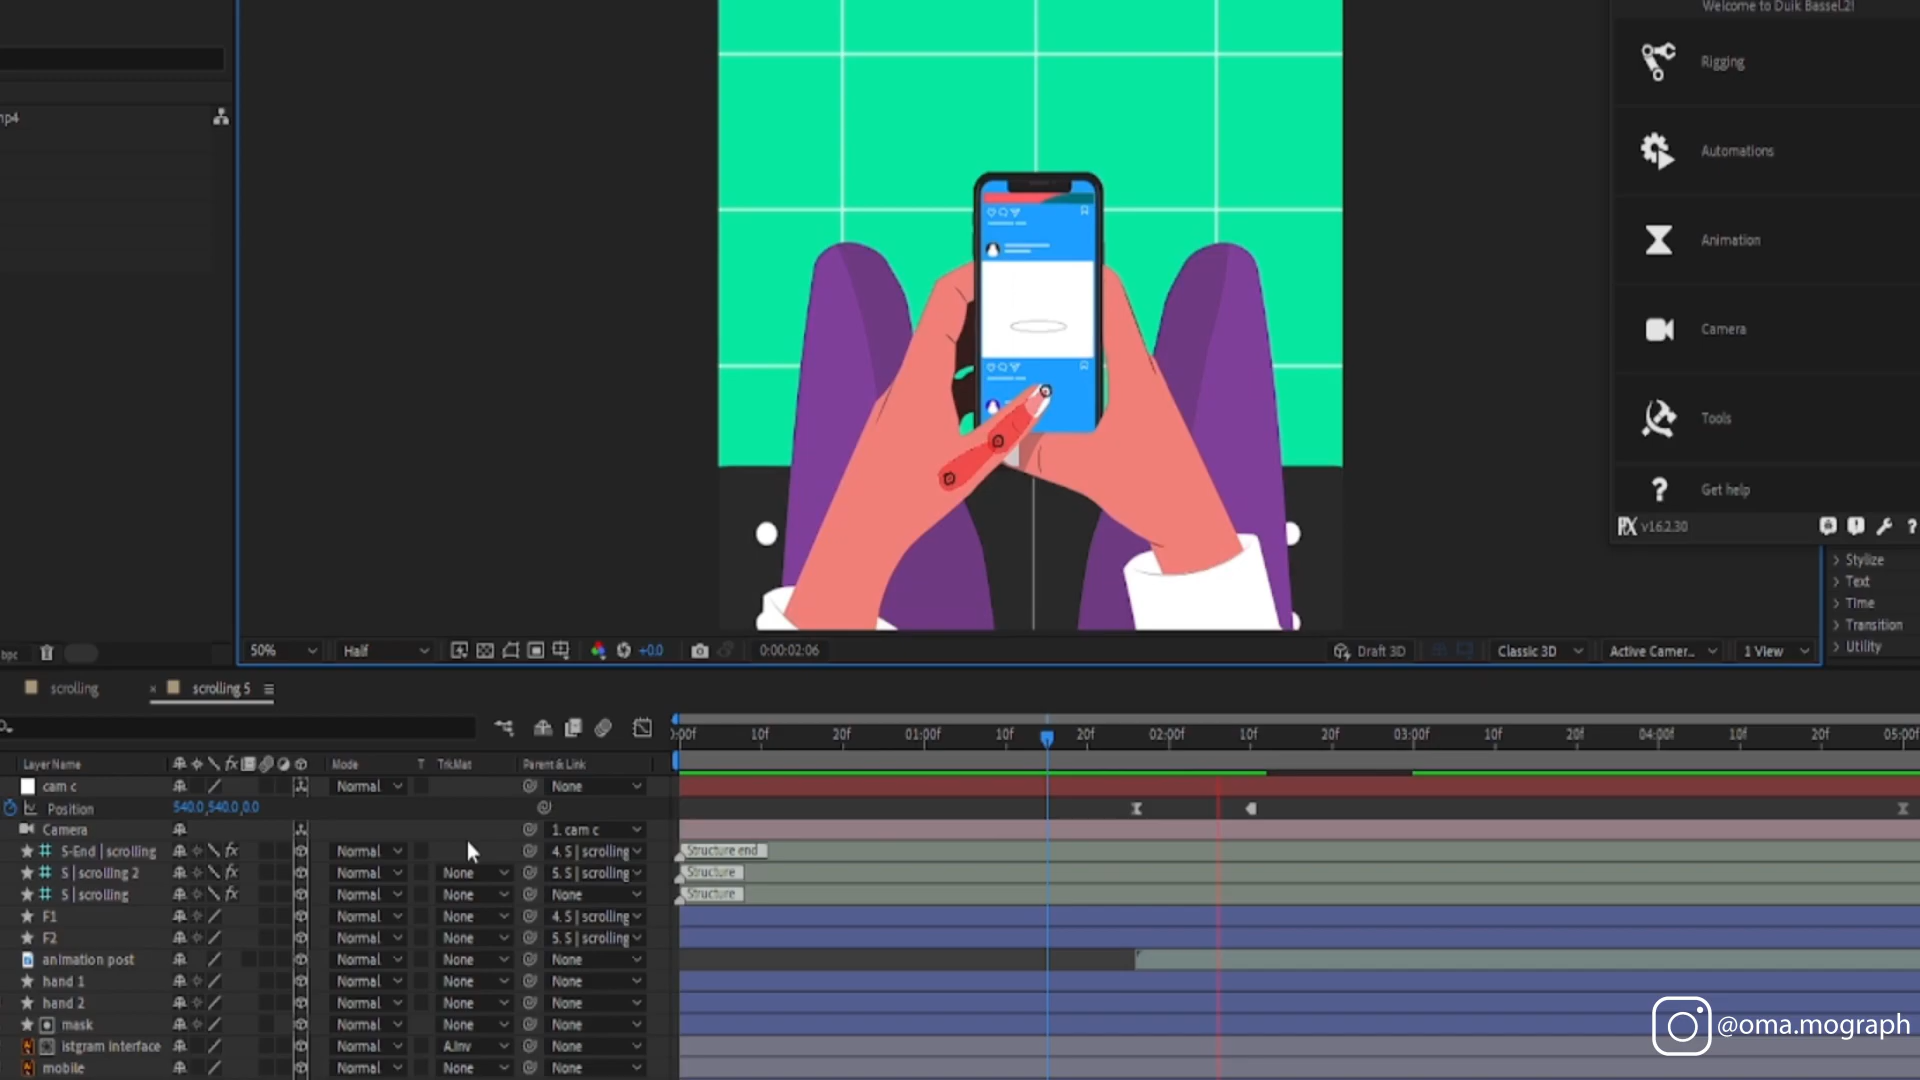 Welcome to Duik Bassel.2!
Rigging
np4
Automations
Animation
Camera
Tools
Get help
RX v16.2.30
Stylize
Text
Time
Transition
Utility
bpc
50%
Half
+0.0
0:00:02:06
Draft 3D
Classic 3D
Active Camer...
1 View
scrolling
× scrolling 5
:00f 10f 20f 01:00f 10f 20f 02:00f 10f 20f 03:00f 10f 20f 04:00f 10f 20f 05:00f
Layer Name
Mode
T TrkMat
Parent & Link
cam c Normal None
Position 540.0,540.0,0.0
Camera 1. cam c
S-End | scrolling Normal 4. S | scrolling Structure end
S | scrolling 2 Normal None 5. S | scrolling Structure
S | scrolling Normal None None Structure
F1 Normal None 4. S | scrolling
F2 Normal None 5. S | scrolling
animation post Normal None None
hand 1 Normal None None
hand 2 Normal None None
mask Normal None None
istgram interface Normal A.Inv None
mobile Normal None None
@oma.mograph